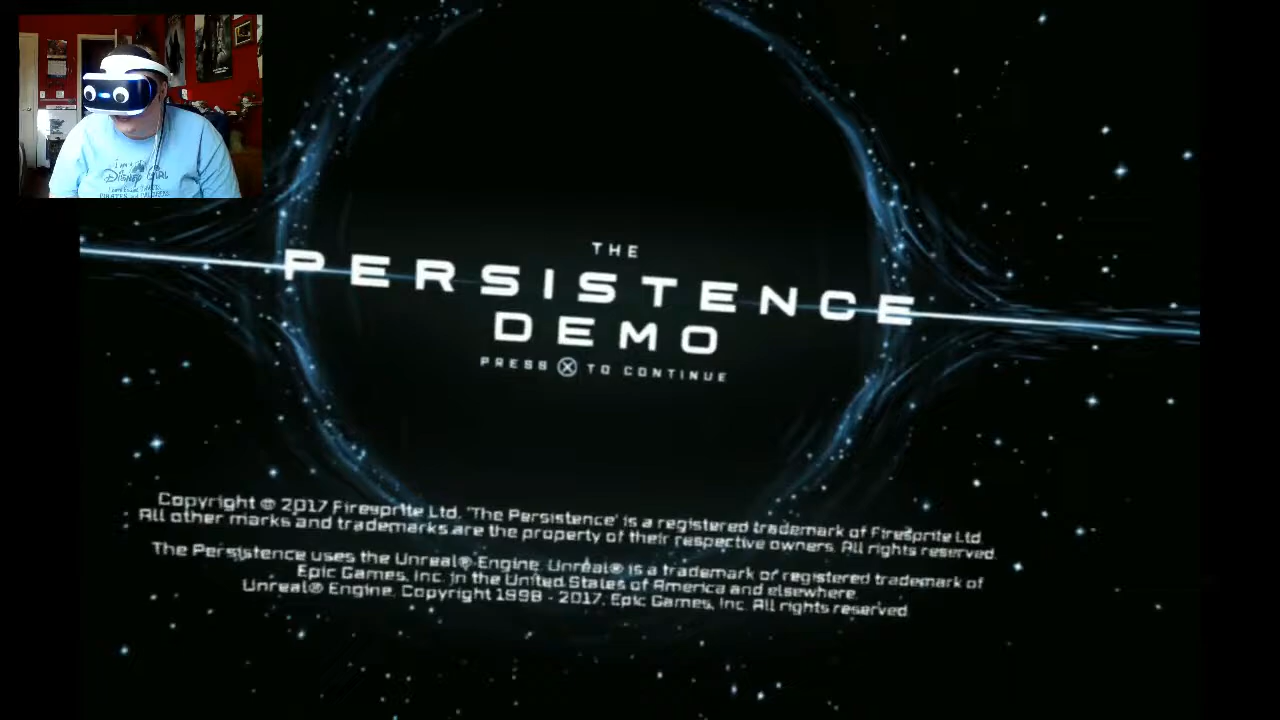 I AM A
DISNEY GIRL
THE
PERSISTENCE
DEMO
PRESS ⓧ TO CONTINUE
Copyright © 2017 Firesprite Ltd. 'The Persistence' is a registered trademark of Firesprite Ltd.
All other marks and trademarks are the property of their respective owners. All rights reserved.
The Persistence uses the Unreal® Engine. Unreal® is a trademark or registered trademark of
Epic Games, Inc. in the United States of America and elsewhere.
Unreal® Engine, Copyright 1998 - 2017, Epic Games, Inc. All rights reserved.